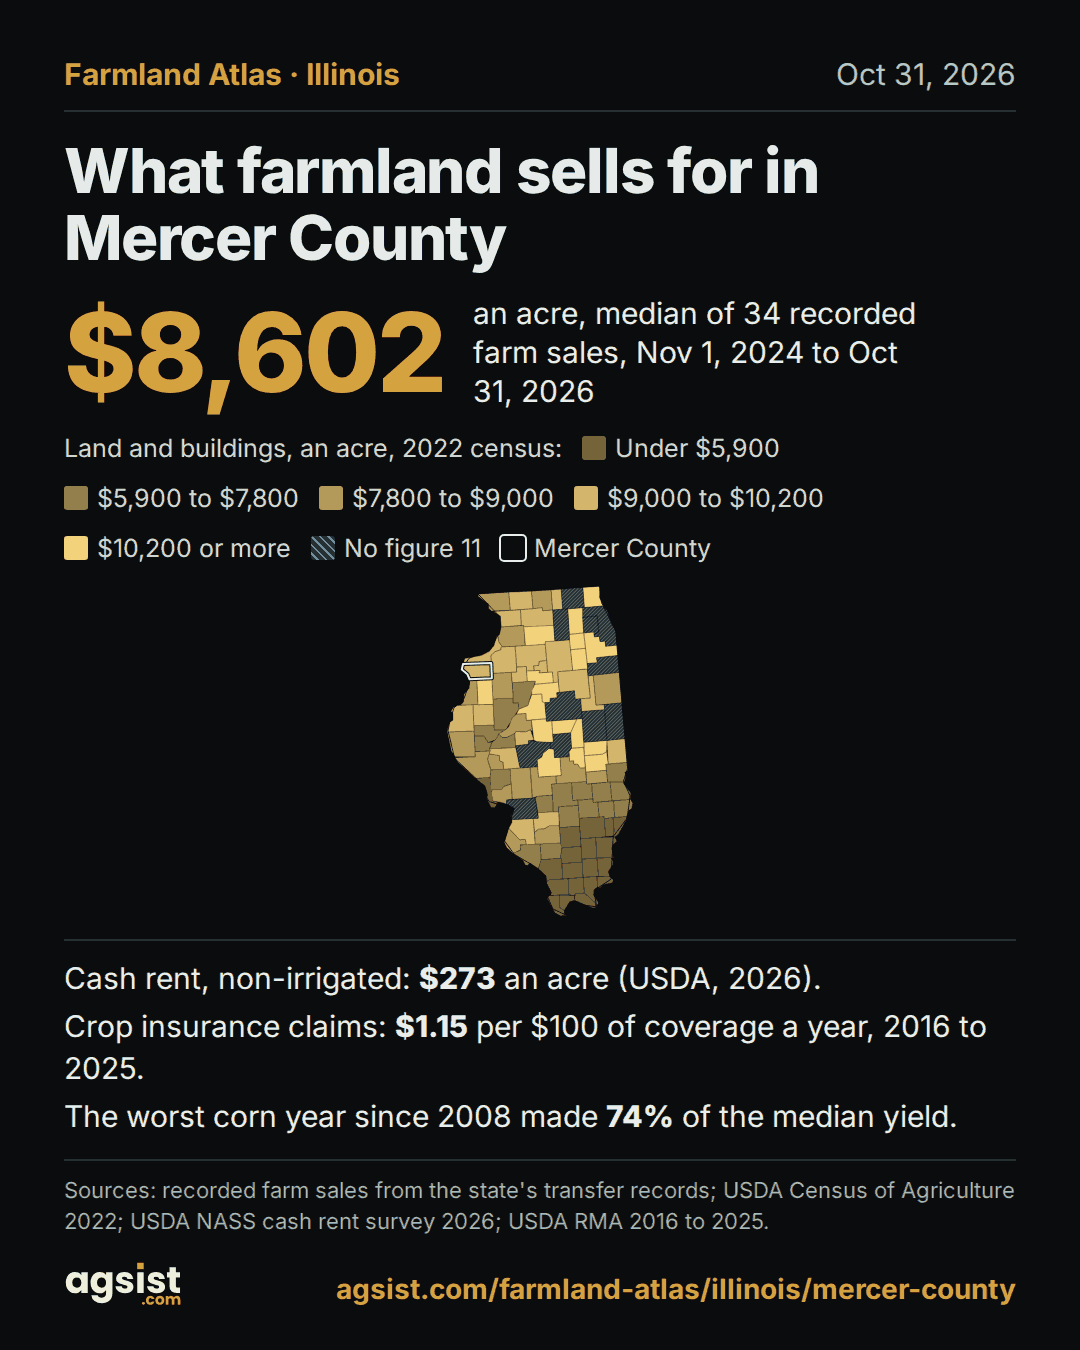 Farmland Atlas · Illinois
Oct 31, 2026
What farmland sells for in
Mercer County
$8,602
an acre, median of 34 recorded
farm sales, Nov 1, 2024 to Oct
31, 2026
Land and buildings, an acre, 2022 census: Under $5,900
$5,900 to $7,800 $7,800 to $9,000 $9,000 to $10,200
$10,200 or more No figure 11 Mercer County
Cash rent, non-irrigated: $273 an acre (USDA, 2026).
Crop insurance claims: $1.15 per $100 of coverage a year, 2016 to
2025.
The worst corn year since 2008 made 74% of the median yield.
Sources: recorded farm sales from the state's transfer records; USDA Census of Agriculture
2022; USDA NASS cash rent survey 2026; USDA RMA 2016 to 2025.
agsist
.com
agsist.com/farmland-atlas/illinois/mercer-county